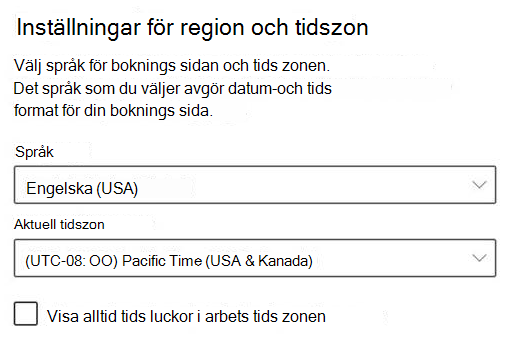 Inställningar för region och tidszon
Välj språk för boknings sidan och tids zonen.
Det språk som du väljer avgör datum-och tids
format för din boknings sida.
Språk
Engelska (USA)
Aktuell tidszon
(UTC-08: OO) Pacific Time (USA & Kanada)
Visa alltid tids luckor i arbets tids zonen